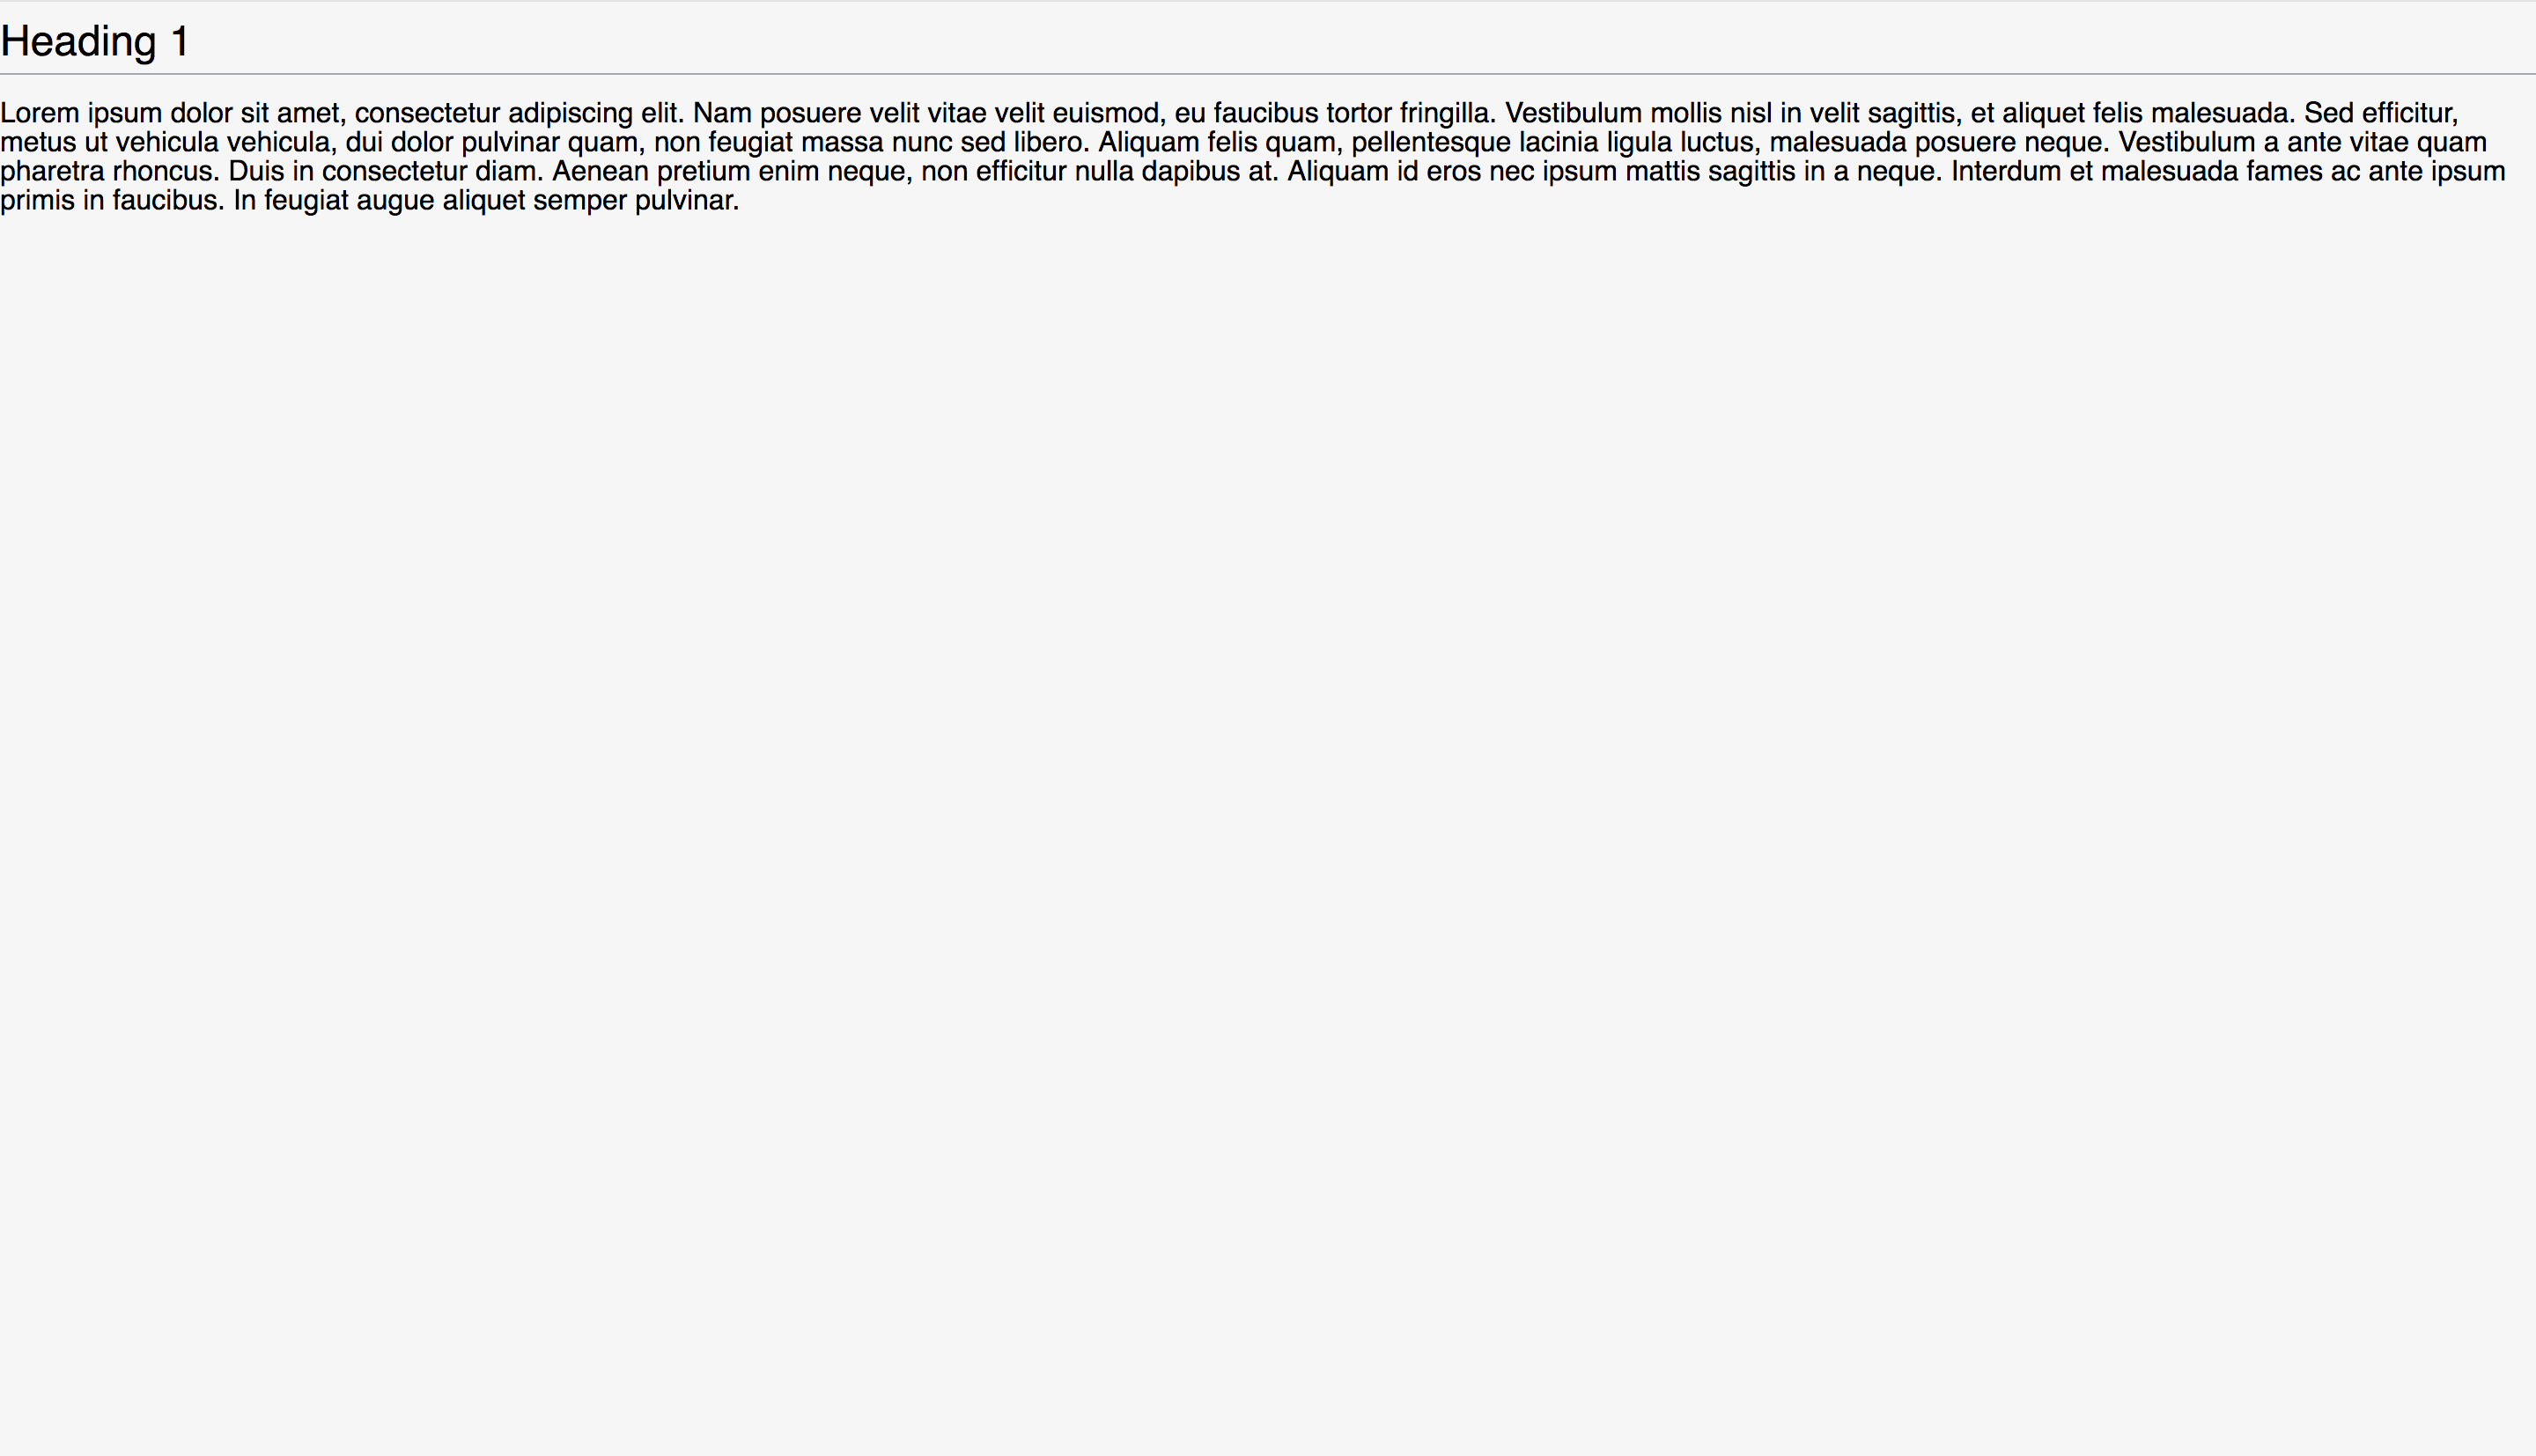 Heading 1
Lorem ipsum dolor sit amet, consectetur adipiscing elit. Nam posuere velit vitae velit euismod, eu faucibus tortor fringilla. Vestibulum mollis nisl in velit sagittis, et aliquet felis malesuada. Sed efficitur,
metus ut vehicula vehicula, dui dolor pulvinar quam, non feugiat massa nunc sed libero. Aliquam felis quam, pellentesque lacinia ligula luctus, malesuada posuere neque. Vestibulum a ante vitae quam
pharetra rhoncus. Duis in consectetur diam. Aenean pretium enim neque, non efficitur nulla dapibus at. Aliquam id eros nec ipsum mattis sagittis in a neque. Interdum et malesuada fames ac ante ipsum
primis in faucibus. In feugiat augue aliquet semper pulvinar.